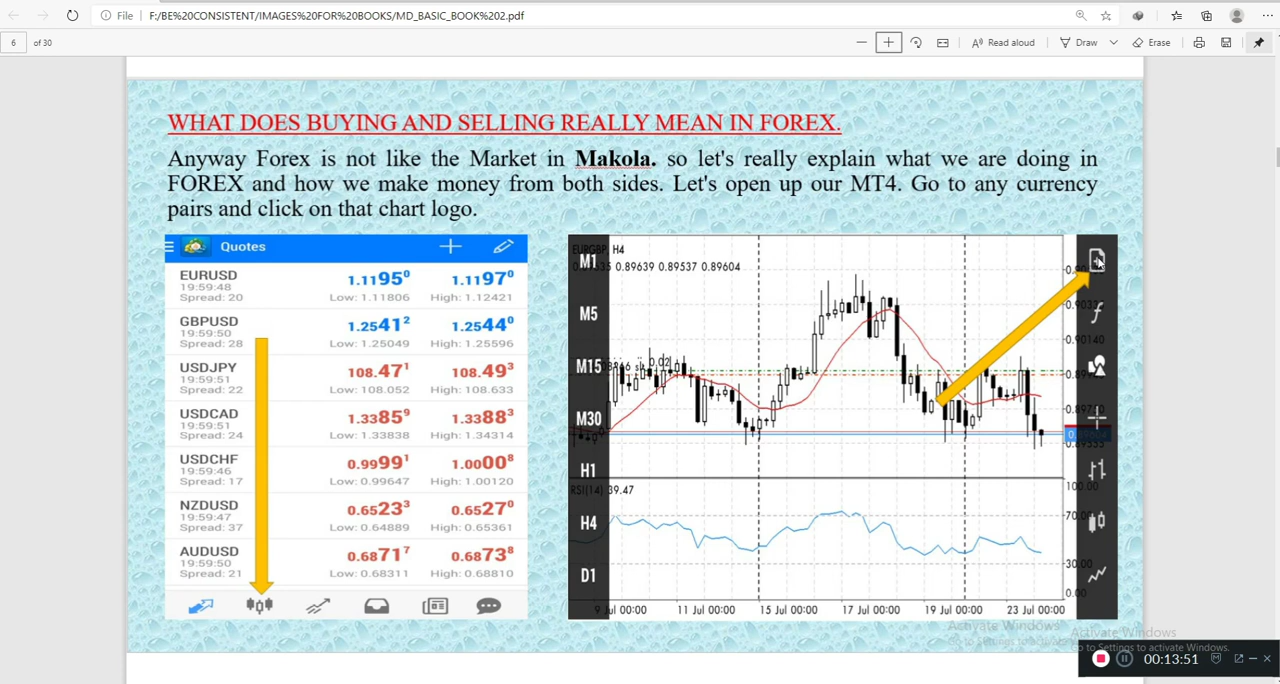 File
F:/BE%20CONSISTENT/IMAGES%20FOR%20BOOKS/MD_BASIC_BOOK%202.pdf
6 of 30
Read aloud
Draw
Erase
WHAT DOES BUYING AND SELLING REALLY MEAN IN FOREX.
Anyway Forex is not like the Market in Makola. so let's really explain what we are doing in
FOREX and how we make money from both sides. Let's open up our MT4. Go to any currency
pairs and click on that chart logo.
Quotes
EURUSD 1.1195⁰ 1.1197⁰
19:59:48
Spread: 20 Low: 1.11806 High: 1.12421
GBPUSD 1.2541² 1.2544⁰
19:59:50
Spread: 28 Low: 1.25049 High: 1.25596
USDJPY 108.47¹ 108.49³
19:59:51
Spread: 22 Low: 108.052 High: 108.633
USDCAD 1.3385⁹ 1.3388³
19:59:51
Spread: 24 Low: 1.33838 High: 1.34314
USDCHF 0.9999¹ 1.0000⁸
19:59:46
Spread: 17 Low: 0.99647 High: 1.00120
NZDUSD 0.6523³ 0.6527⁰
19:59:47
Spread: 37 Low: 0.64889 High: 0.65361
AUDUSD 0.6871⁷ 0.6873⁸
19:59:50
Spread: 21 Low: 0.68311 High: 0.68810
EURGBP, H4
0.89639 0.89537 0.89604
M1
M5
M15
M30
H1
H4
D1
0.02
0.90140
RSI(14) 39.47
100.00
70.00
30.00
0.00
9 Jul 00:00 11 Jul 00:00 15 Jul 00:00 17 Jul 00:00 19 Jul 00:00 23 Jul 00:00
Activate Windows
Go to Settings to activate Windows.
00:13:51